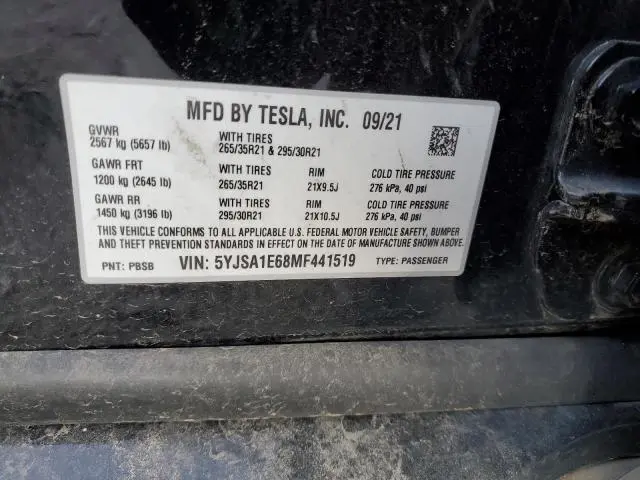 MFD BY TESLA, INC. 09/21
GVWR
2567 kg (5657 lb)
WITH TIRES
265/35R21 & 295/30R21
GAWR FRT
1200 kg (2645 lb)
WITH TIRES
265/35R21
RIM
21X9.5J
COLD TIRE PRESSURE
276 kPa, 40 psi
GAWR RR
1450 kg (3196 lb)
WITH TIRES
295/30R21
RIM
21X10.5J
COLD TIRE PRESSURE
276 kPa, 40 psi
THIS VEHICLE CONFORMS TO ALL APPLICABLE U.S. FEDERAL MOTOR VEHICLE SAFETY, BUMPER
AND THEFT PREVENTION STANDARDS IN EFFECT ON THE DATE OF MANUFACTURE SHOWN ABOVE.
PNT: PBSB VIN: 5YJSA1E68MF441519 TYPE: PASSENGER